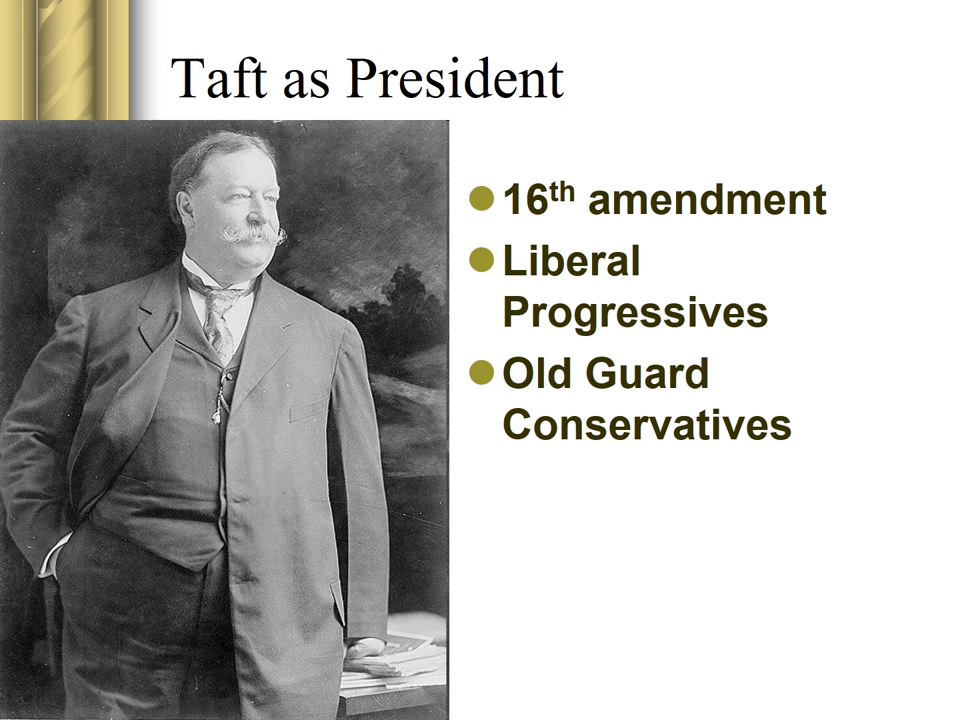 Taft as President
16th amendment
Liberal
Progressives
Old Guard
Conservatives